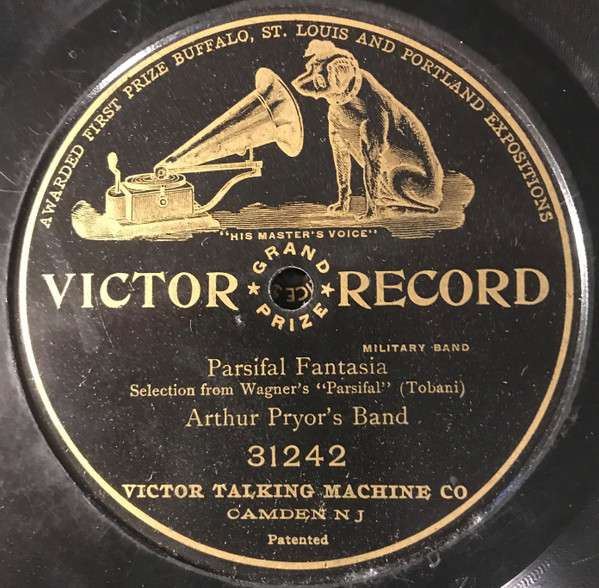 AWARDED FIRST PRIZE BUFFALO, ST. LOUIS AND PORTLAND EXPOSITIONS
"HIS MASTER'S VOICE"
VICTOR RECORD
GRAND
PRIZE
MILITARY BAND
Parsifal Fantasia
Selection from Wagner's "Parsifal" (Tobani)
Arthur Pryor's Band
31242
VICTOR TALKING MACHINE CO
CAMDEN N J
Patented